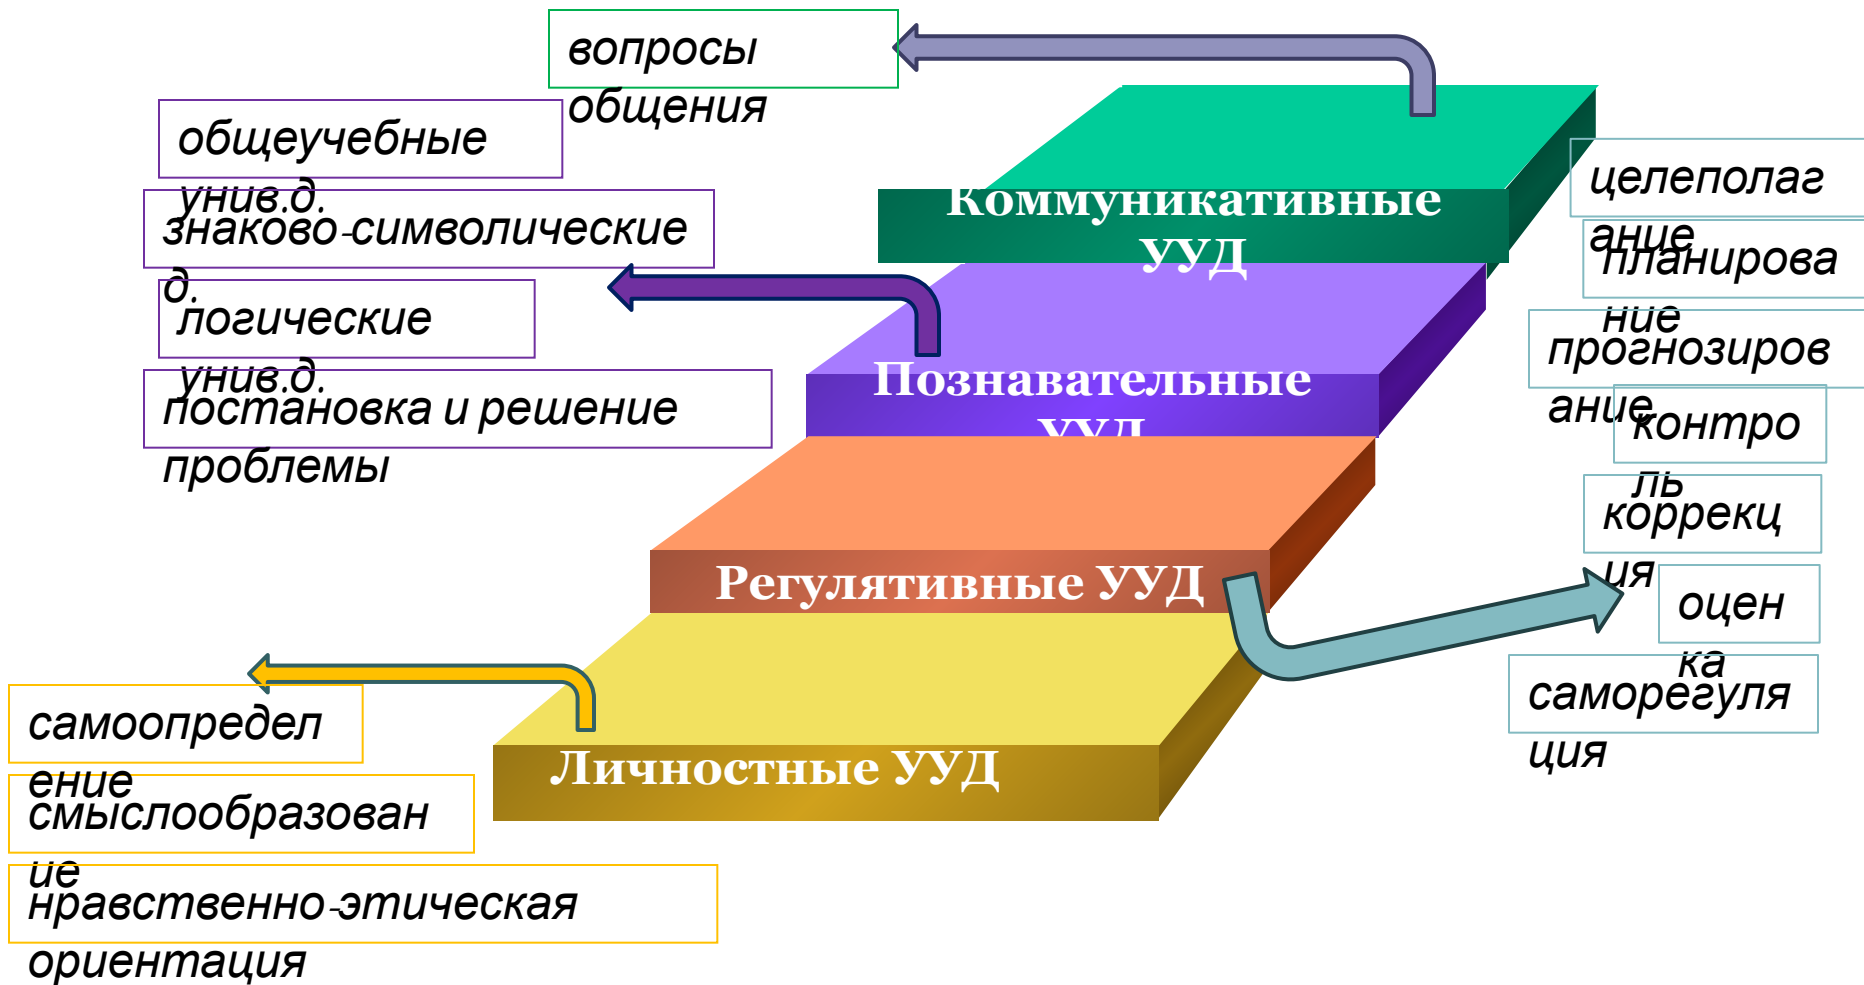 вопросы
общения
общеучебные
унив.д.
знаково-символические
д.
логические
унив.д.
постановка и решение
проблемы
Коммуникативные
УУД
Познавательные
УУД
Регулятивные УУД
Личностные УУД
целеполаг
ание
планирова
ние
прогнозиров
ание
контро
ль
коррекц
ия
оцен
ка
саморегуля
ция
самоопредел
ение
смыслообразован
ие
нравственно-этическая
ориентация